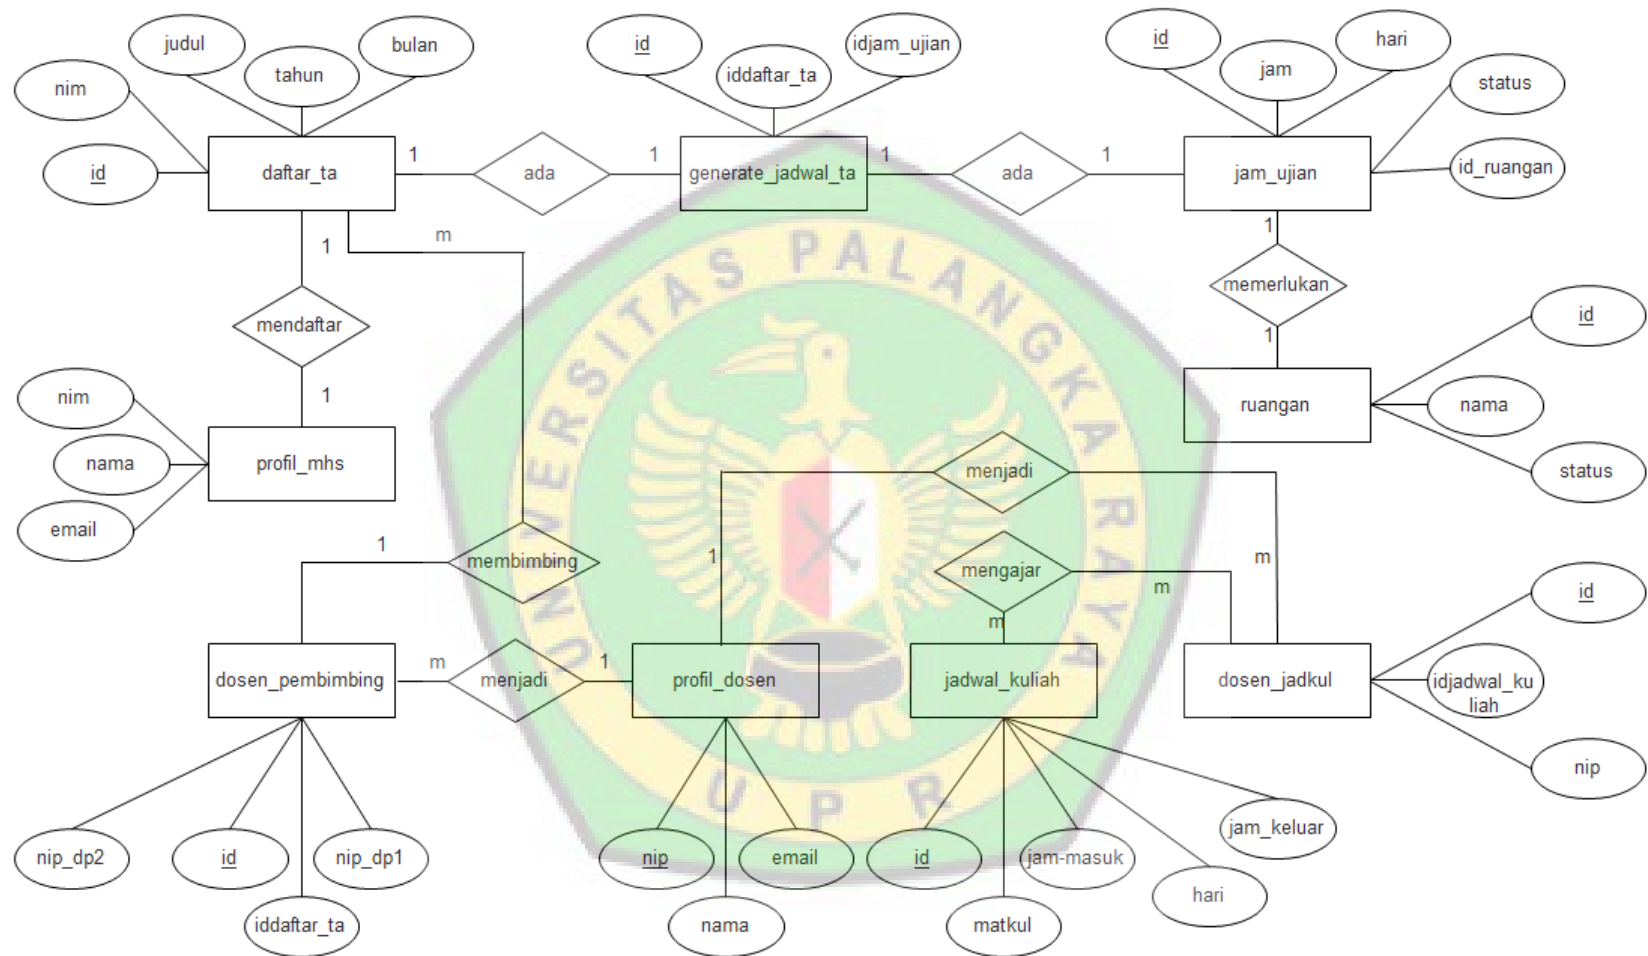 judul
bulan
id
idjam_ujian
id
hari
nim
tahun
iddaftar_ta
jam
status
id
daftar_ta
1
ada
1
generate_jadwal_ta
1
ada
1
jam_ujian
id_ruangan
1
m
1
mendaftar
memerlukan
id
1
1
nim
ruangan
nama
nama
profil_mhs
menjadi
status
email
1
membimbing
1
mengajar
m
m
id
m
dosen_pembimbing
m
menjadi
1
profil_dosen
jadwal_kuliah
dosen_jadkul
idjadwal_ku
liah
nip
nip_dp2
id
nip_dp1
nip
email
id
jam-masuk
jam_keluar
hari
iddaftar_ta
nama
matkul
UNIVERSITAS PALANGKA RAYA
UPR